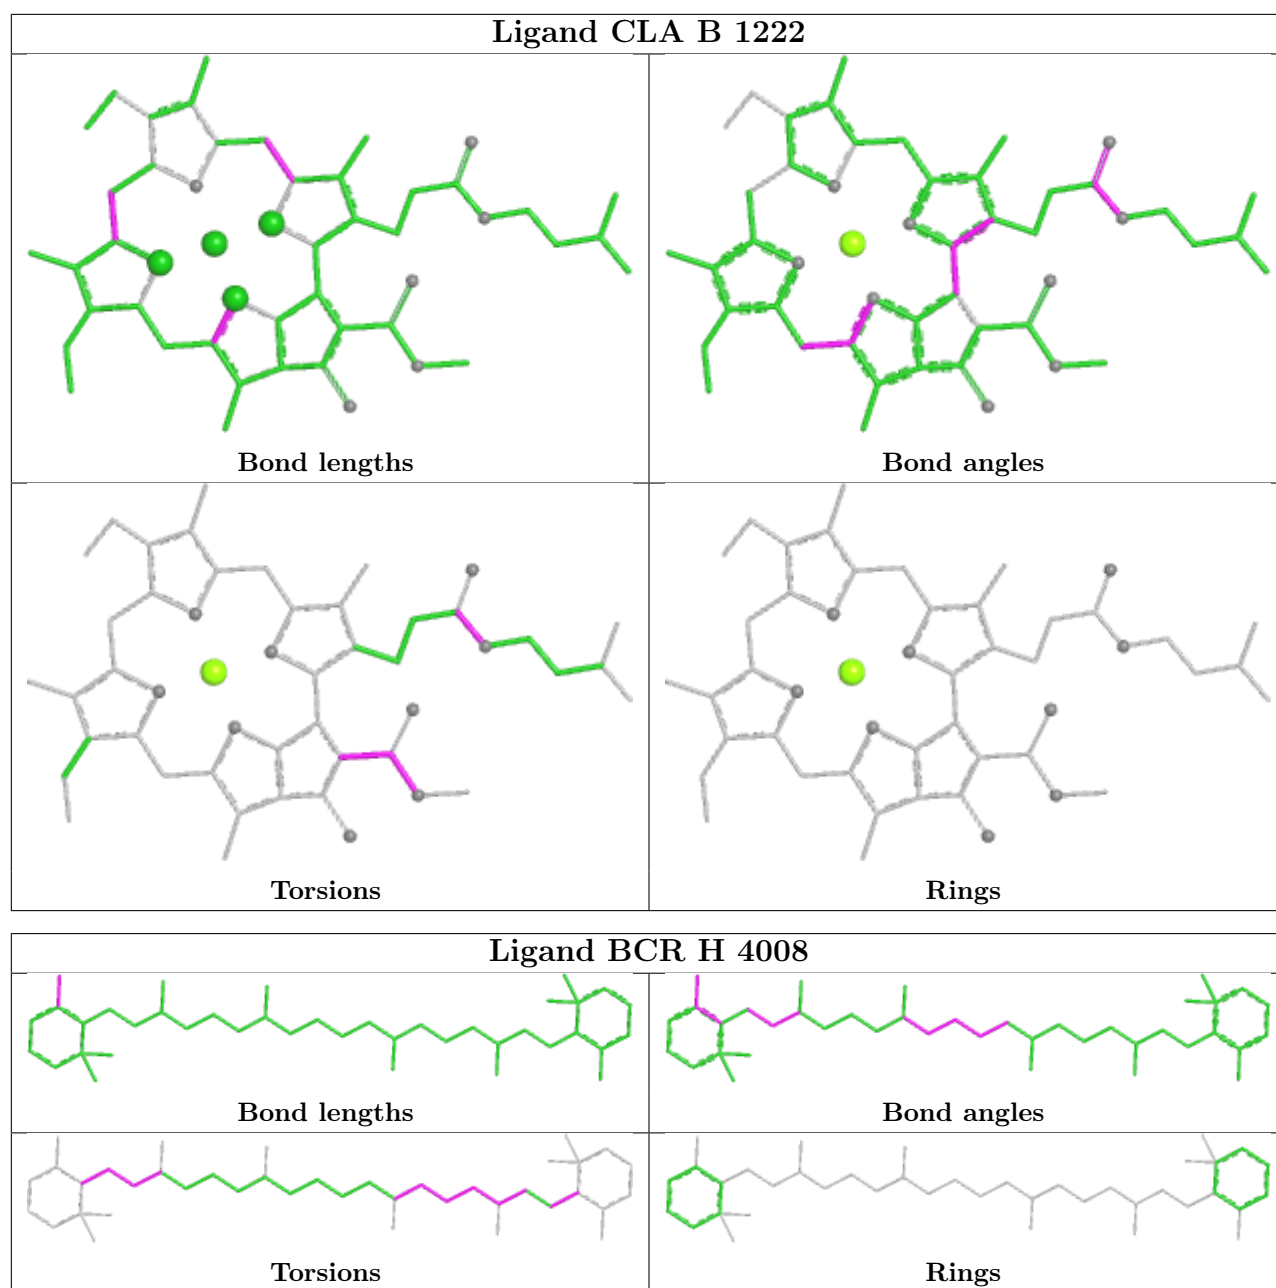 Ligand CLA B 1222
Bond lengths
Bond angles
Torsions
Rings
Ligand BCR H 4008
Bond lengths
Bond angles
Torsions
Rings